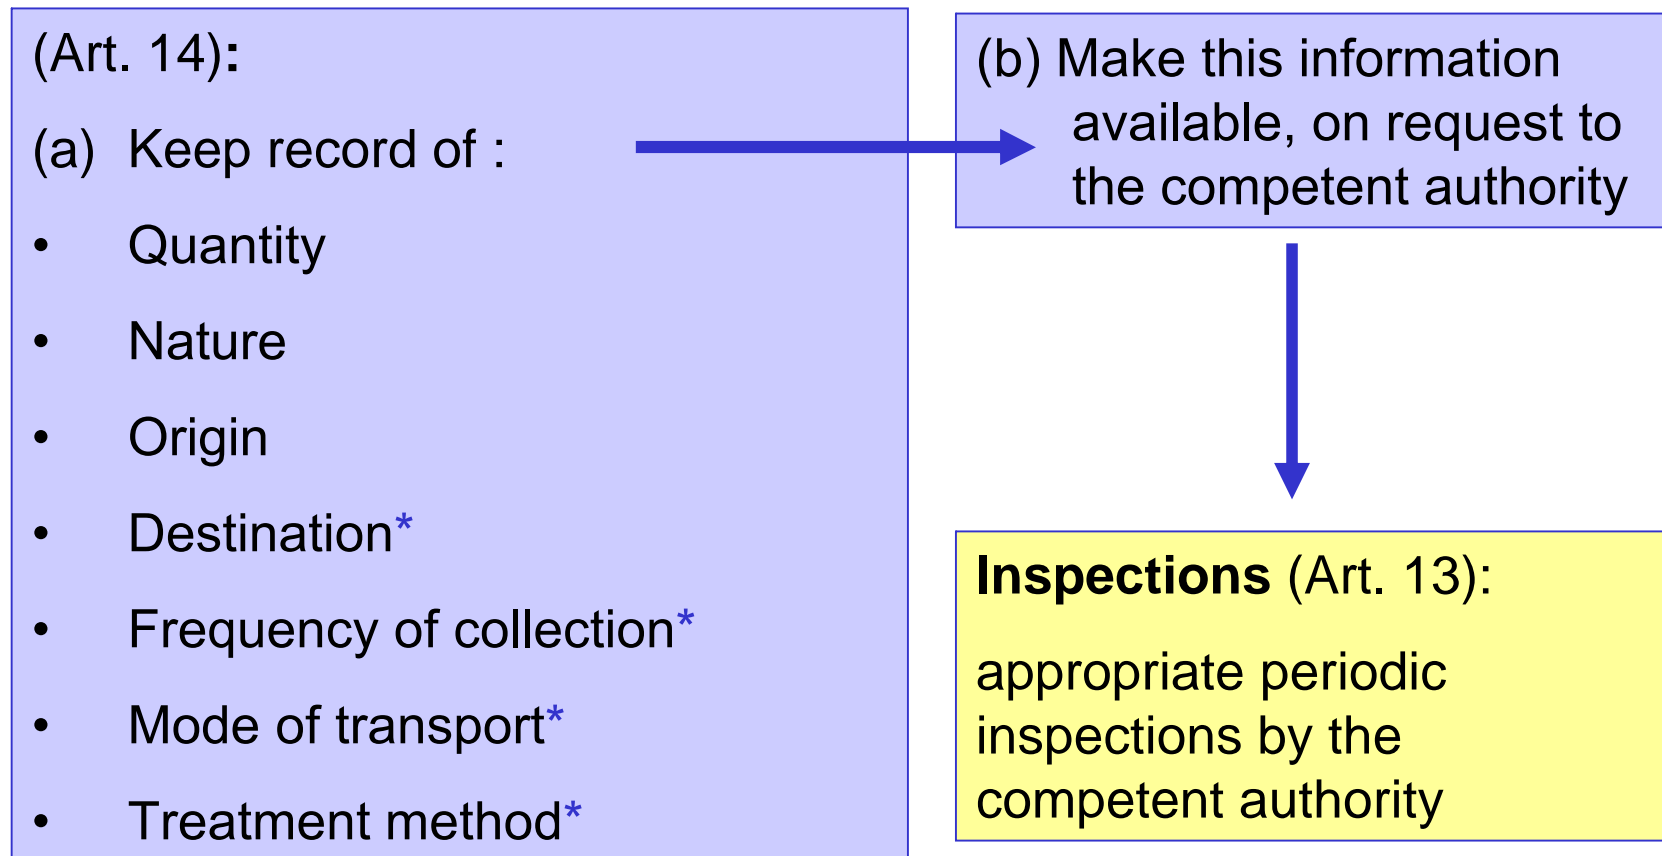 (Art. 14):
(a) Keep record of :
• Quantity
• Nature
• Origin
• Destination*
• Frequency of collection*
• Mode of transport*
• Treatment method*
(b) Make this information
available, on request to
the competent authority
Inspections (Art. 13):
appropriate periodic
inspections by the
competent authority